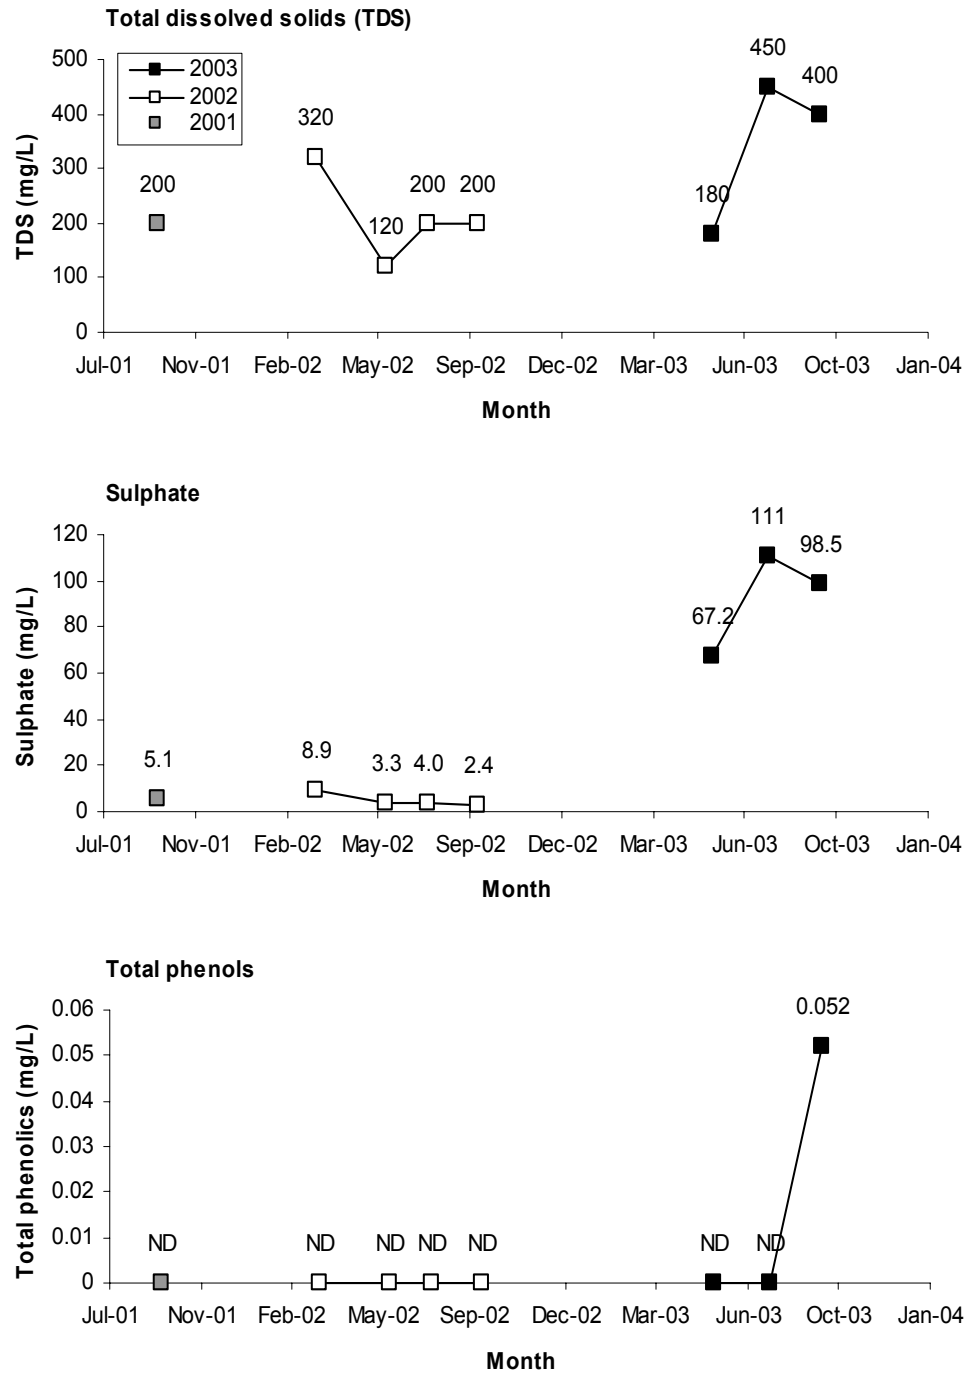 Total dissolved solids (TDS)
TDS (mg/L)
500
400
300
200
100
0
2003
2002
2001
200
320
120
200
200
180
450
400
Jul-01 Nov-01 Feb-02 May-02 Sep-02 Dec-02 Mar-03 Jun-03 Oct-03 Jan-04
Month
Sulphate
Sulphate (mg/L)
120
100
80
60
40
20
0
5.1
8.9
3.3
4.0
2.4
67.2
111
98.5
Jul-01 Nov-01 Feb-02 May-02 Sep-02 Dec-02 Mar-03 Jun-03 Oct-03 Jan-04
Month
Total phenols
Total phenolics (mg/L)
0.06
0.05
0.04
0.03
0.02
0.01
0
ND
ND
ND
ND
ND
ND
ND
0.052
Jul-01 Nov-01 Feb-02 May-02 Sep-02 Dec-02 Mar-03 Jun-03 Oct-03 Jan-04
Month